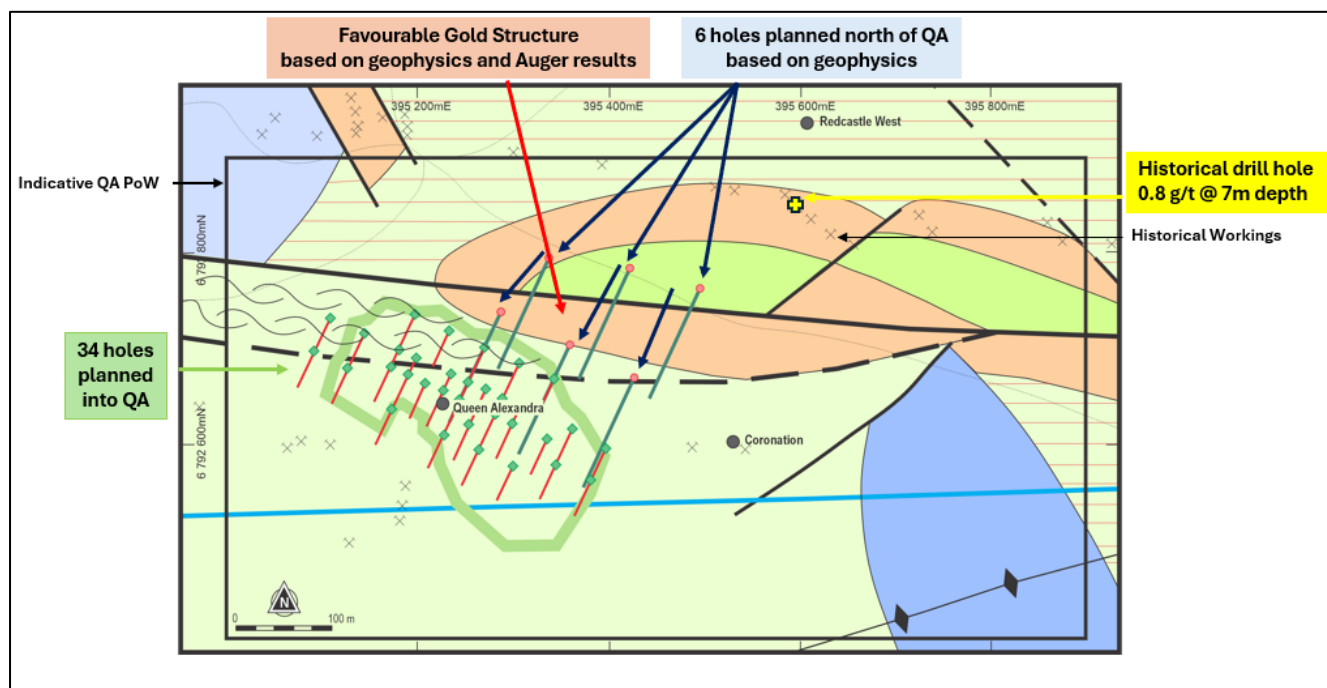 Favourable Gold Structure
based on geophysics and Auger results
6 holes planned north of QA
based on geophysics
395 200mE
395 400mE
395 600mE
395 800mE
Redcastle West
Indicative QA PoW
Historical drill hole
0.8 g/t @ 7m depth
Historical Workings
6 792 800mN
34 holes
planned
into QA
Queen Alexandra
Coronation
6 792 600mN
N
0
100 m